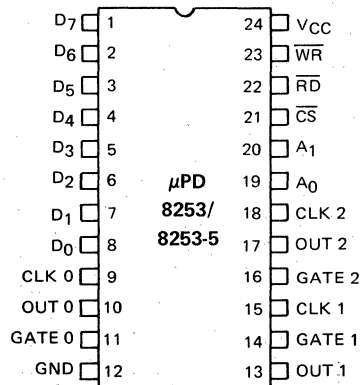 D7 1 24 VCC
D6 2 23 WR
D5 3 22 RD
D4 4 21 CS
D3 5 20 A1
D2 6 μPD 19 A0
D1 7 8253/ 18 CLK 2
D0 8 8253-5 17 OUT 2
CLK 0 9 16 GATE 2
OUT 0 10 15 CLK 1
GATE 0 11 14 GATE 1
GND 12 13 OUT 1